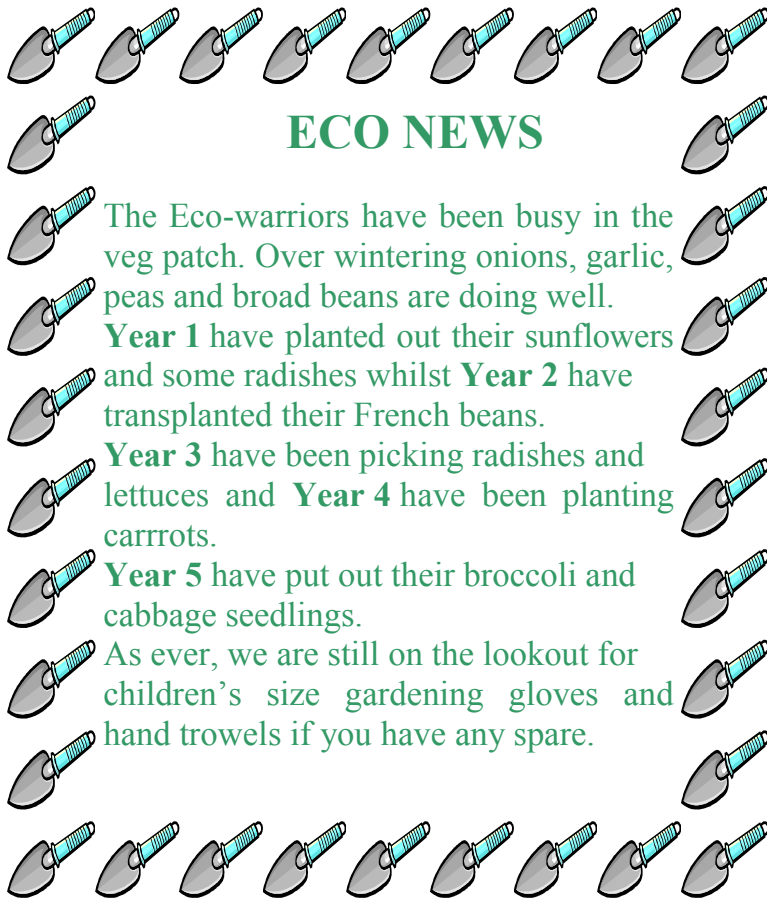 ECO NEWS
The Eco-warriors have been busy in the
veg patch. Over wintering onions, garlic,
peas and broad beans are doing well.
Year 1 have planted out their sunflowers
and some radishes whilst Year 2 have
transplanted their French beans.
Year 3 have been picking radishes and
lettuces and Year 4 have been planting
carrrots.
Year 5 have put out their broccoli and
cabbage seedlings.
As ever, we are still on the lookout for
children’s size gardening gloves and
hand trowels if you have any spare.